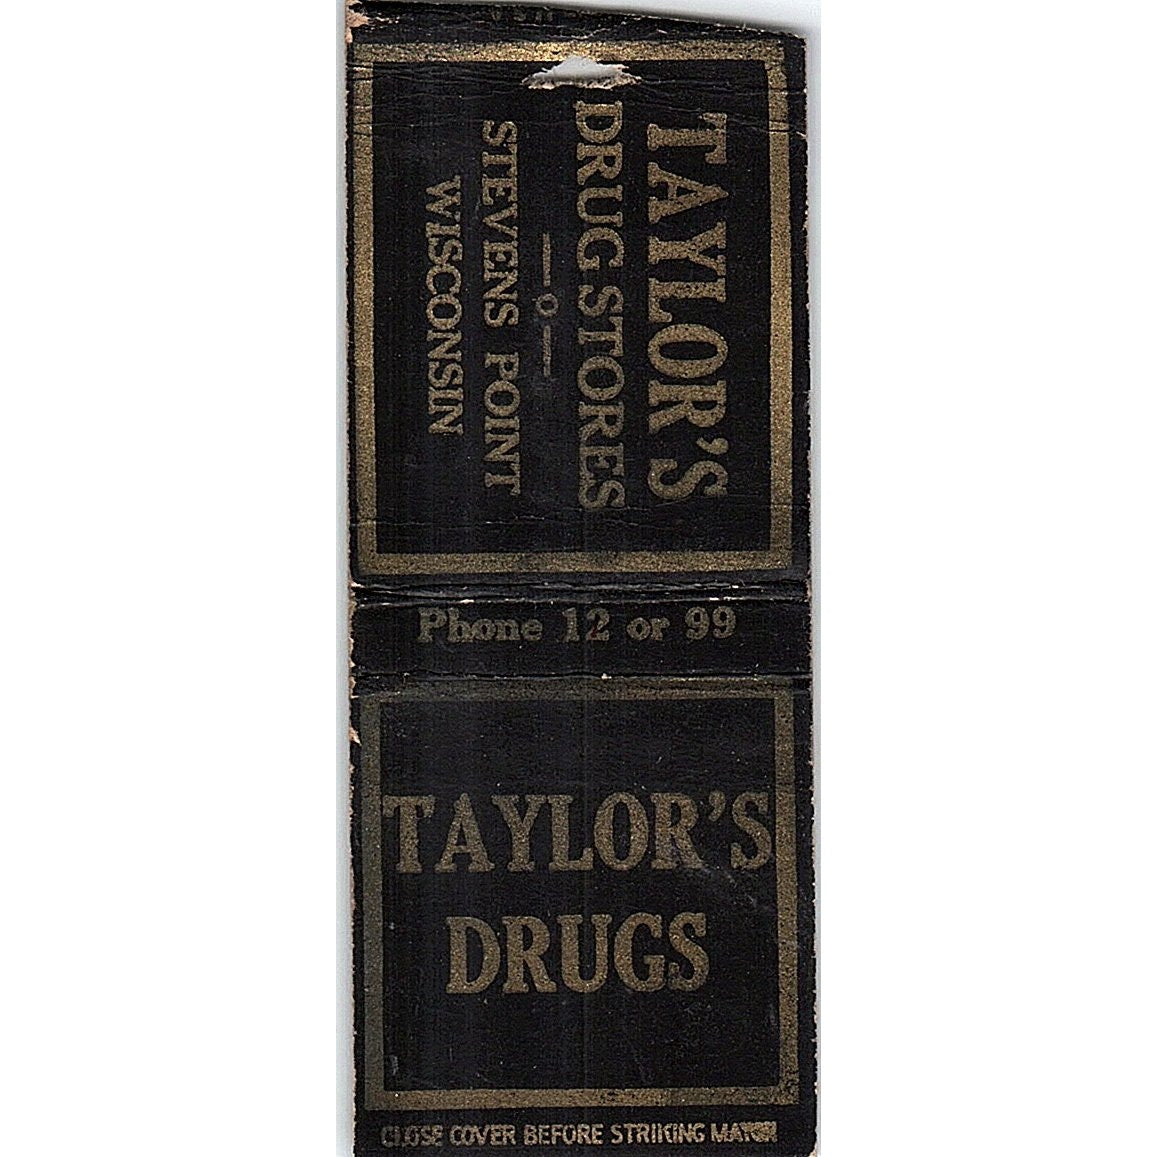 TAYLOR'S
DRUG STORES
STEVENS POINT
WISCONSIN
Phone 12 or 99
TAYLOR'S
DRUGS
CLOSE COVER BEFORE STRIKING MATCH